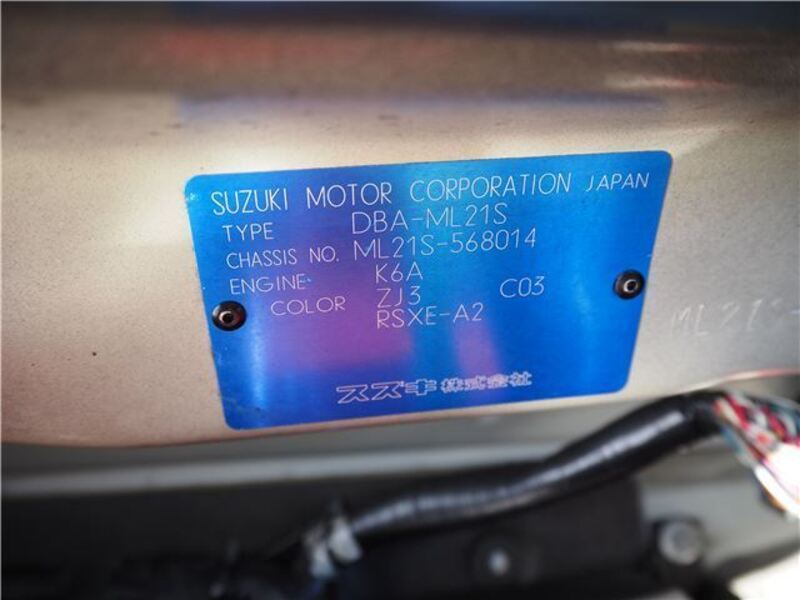 SUZUKI MOTOR CORPORATION JAPAN
TYPE DBA-ML21S
CHASSIS NO. ML21S-568014
ENGINE K6A
COLOR ZJ3 C03
RSXE-A2
スズキ株式会社